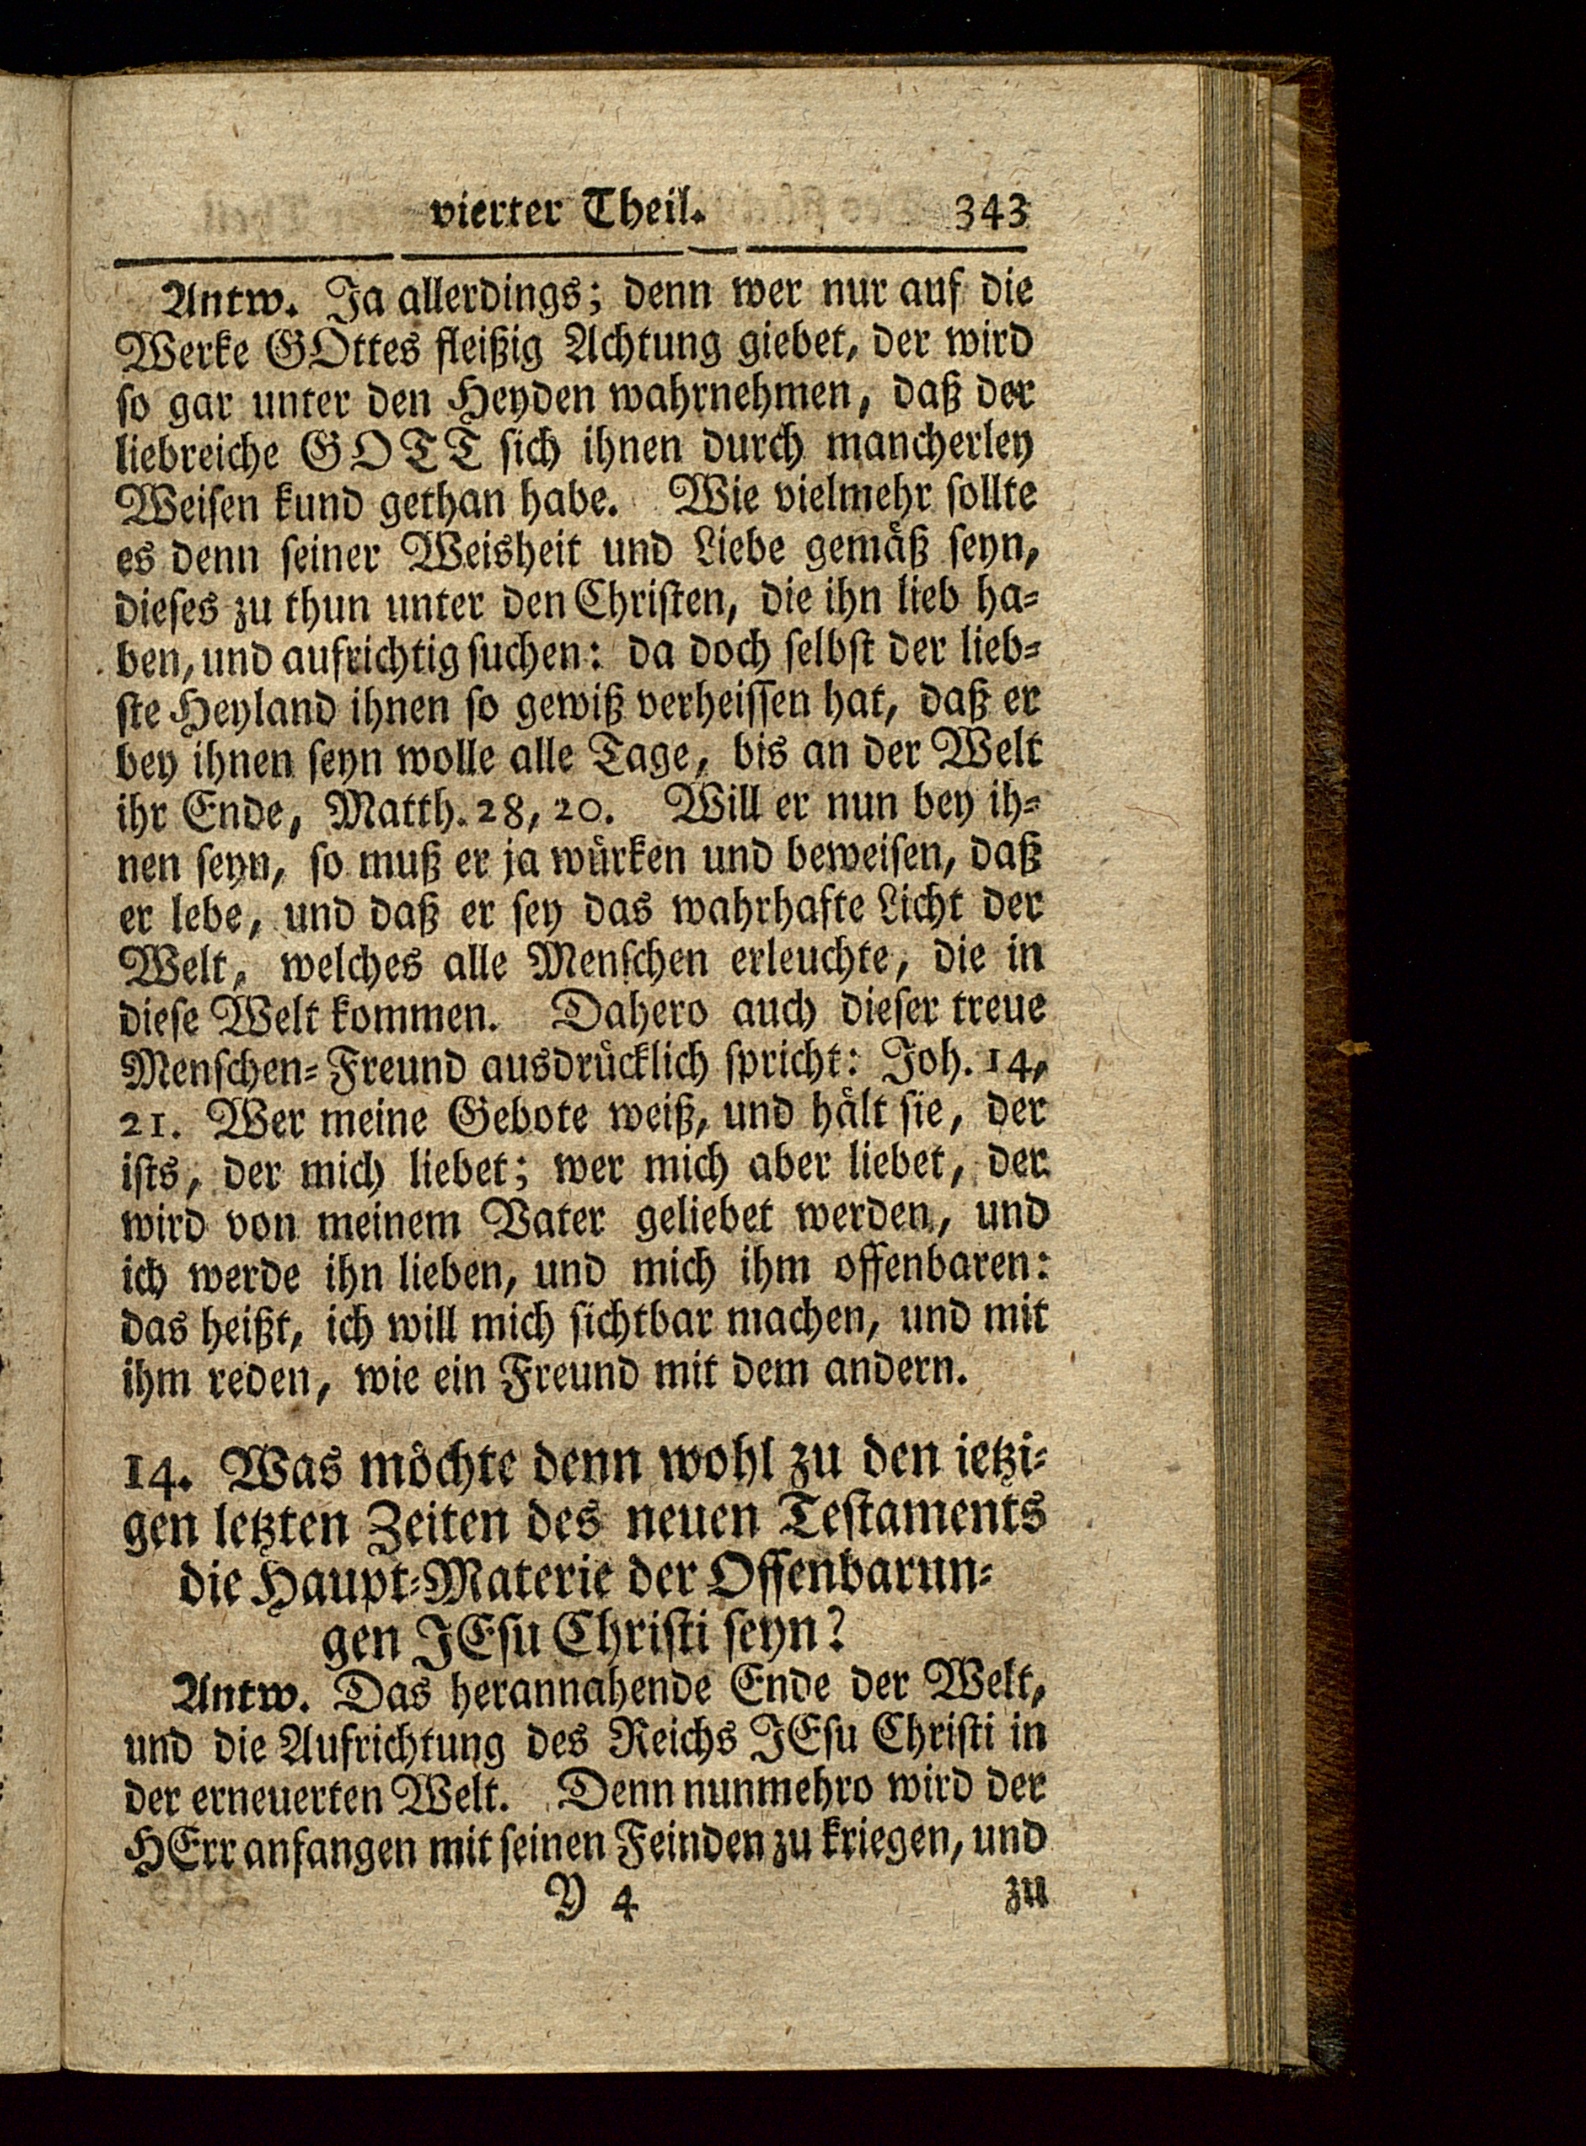 vierter Theil. 343
Antw. Ja allerdings; denn wer nur auf die
Werke GOttes fleißig Achtung giebet, der wird
so gar unter den Heyden wahrnehmen, daß der
liebreiche GOTT sich ihnen durch mancherley
Weisen kund gethan habe. Wie vielmehr sollte
es denn seiner Weisheit und Liebe gemäß seyn,
dieses zu thun unter den Christen, die ihn lieb ha-
ben, und aufrichtig suchen: da doch selbst der lieb-
ste Heyland ihnen so gewiß verheissen hat, daß er
bey ihnen seyn wolle alle Tage, bis an der Welt
ihr Ende, Matth. 28, 20. Will er nun bey ih-
nen seyn, so muß er ja würken und beweisen, daß
er lebe, und daß er sey das wahrhafte Licht der
Welt, welches alle Menschen erleuchte, die in
diese Welt kommen. Dahero auch dieser treue
Menschen-Freund ausdrücklich spricht: Joh. 14,
21. Wer meine Gebote weiß, und hält sie, der
ists, der mich liebet; wer mich aber liebet, der
wird von meinem Vater geliebet werden, und
ich werde ihn lieben, und mich ihm offenbaren:
das heißt, ich will mich sichtbar machen, und mit
ihm reden, wie ein Freund mit dem andern.
14. Was möchte denn wohl zu den ietzi-
gen letzten Zeiten des neuen Testaments
die Haupt-Materie der Offenbarun-
gen JEsu Christi seyn?
Antw. Das herannahende Ende der Welt,
und die Aufrichtung des Reichs JEsu Christi in
der erneuerten Welt. Denn nunmehro wird der
HErr anfangen mit seinen Feinden zu kriegen, und
Y 4 zu